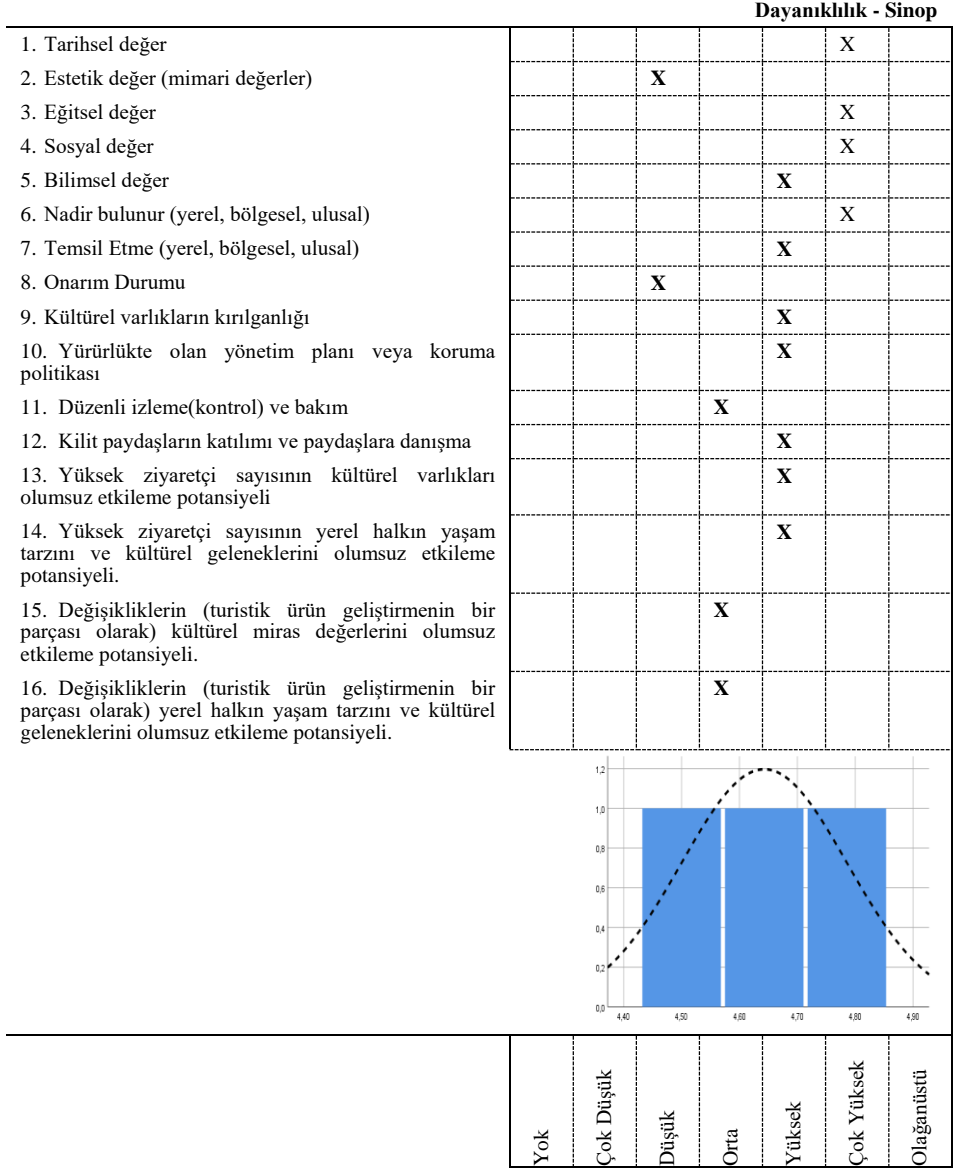 Dayanıklılık - Sinop
1. Tarihsel değer X
2. Estetik değer (mimari değerler) X
3. Eğitsel değer X
4. Sosyal değer X
5. Bilimsel değer X
6. Nadir bulunur (yerel, bölgesel, ulusal) X
7. Temsil Etme (yerel, bölgesel, ulusal) X
8. Onarım Durumu X
9. Kültürel varlıkların kırılganlığı X
10. Yürürlükte olan yönetim planı veya koruma X
politikası
11. Düzenli izleme(kontrol) ve bakım X
12. Kilit paydaşların katılımı ve paydaşlara danışma X
13. Yüksek ziyaretçi sayısının kültürel varlıkları X
olumsuz etkileme potansiyeli
14. Yüksek ziyaretçi sayısının yerel halkın yaşam X
tarzını ve kültürel geleneklerini olumsuz etkileme
potansiyeli.
15. Değişikliklerin (turistik ürün geliştirmenin bir X
parçası olarak) kültürel miras değerlerini olumsuz
etkileme potansiyeli.
16. Değişikliklerin (turistik ürün geliştirmenin bir X
parçası olarak) yerel halkın yaşam tarzını ve kültürel
geleneklerini olumsuz etkileme potansiyeli.
1,2
1,0
0,8
0,6
0,4
0,2
0,0
4,40 4,50 4,60 4,70 4,80 4,90
Yok
Çok Düşük
Düşük
Orta
Yüksek
Çok Yüksek
Olağanüstü